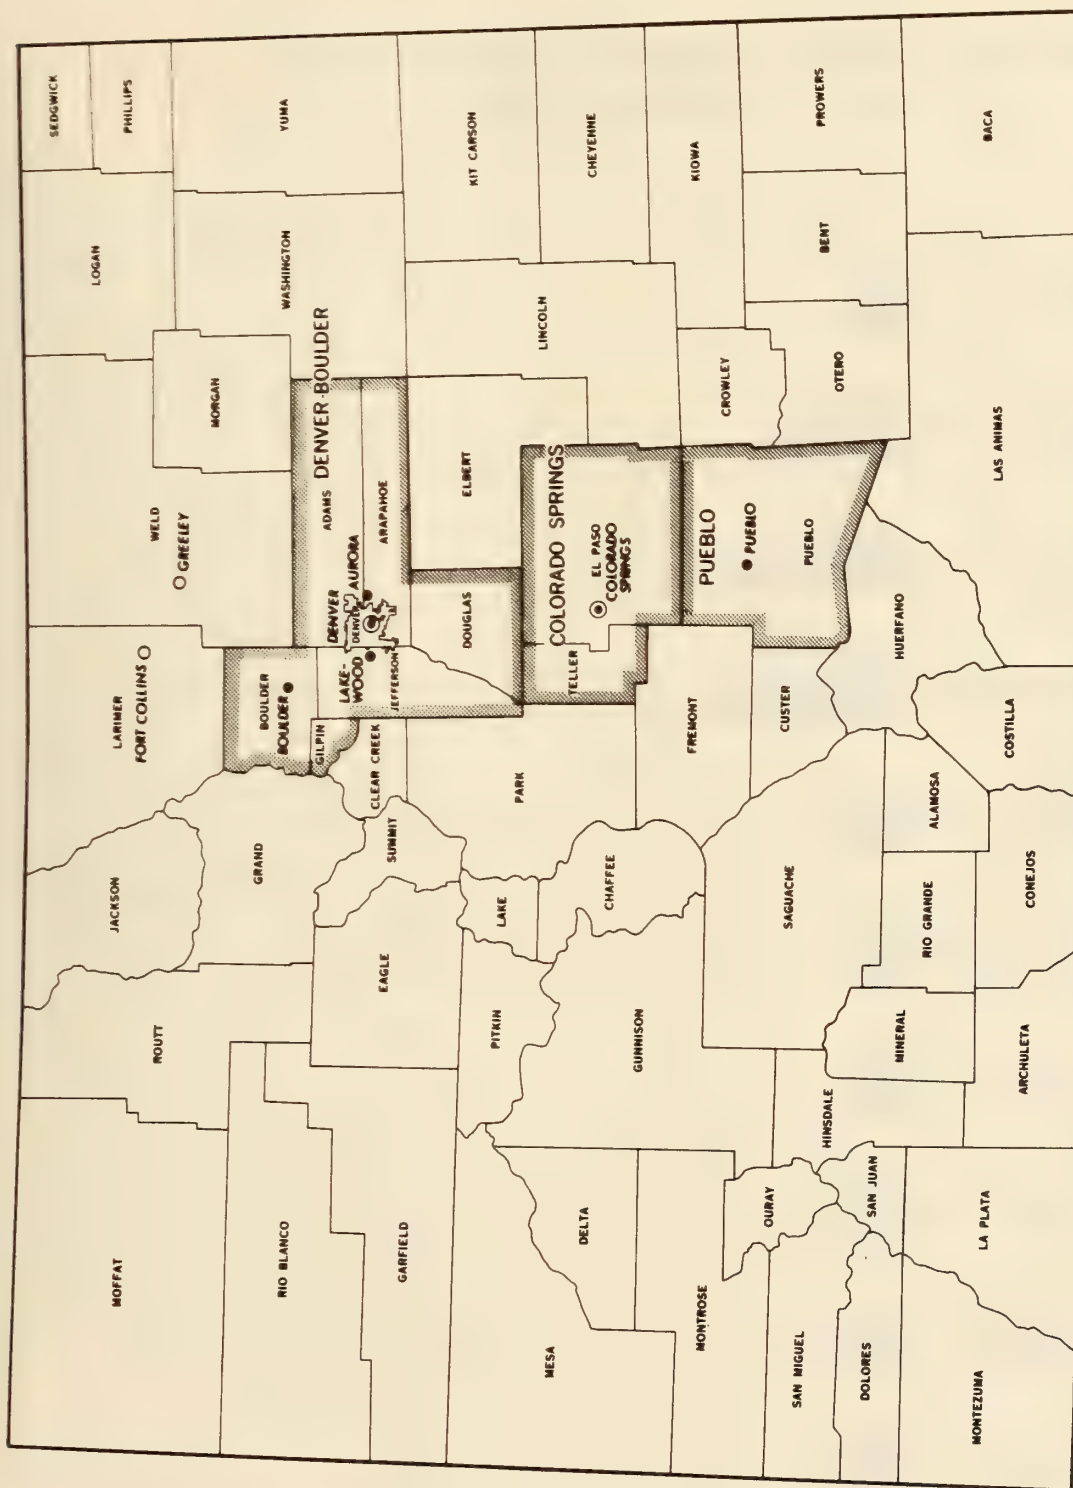 MOFFAT
ROUTT
JACKSON
LARIMER
FORT COLLINS
WELD
GREELEY
LOGAN
SEDGWICK
PHILLIPS
MORGAN
WASHINGTON
YUMA
RIO BLANCO
GRAND
BOULDER
BOULDER
GILPIN
DENVER-BOULDER
ADAMS
DENVER
DENVER
AURORA
ARAPAHOE
LAKE-
WOOD
JEFFERSON
CLEAR CREEK
SUMMIT
GARFIELD
EAGLE
PITKIN
LAKE
PARK
DOUGLAS
ELBERT
LINCOLN
KIT CARSON
CHEYENNE
MESA
DELTA
GUNNISON
CHAFFEE
TELLER
COLORADO SPRINGS
EL PASO
COLORADO
SPRINGS
KIOWA
MONTROSE
OURAY
FREMONT
CUSTER
PUEBLO
PUEBLO
PUEBLO
CROWLEY
OTERO
BENT
PROWERS
SAN MIGUEL
HINSDALE
SAGUACHE
DOLORES
SAN JUAN
MINERAL
RIO GRANDE
ALAMOSA
HUERFANO
MONTEZUMA
LA PLATA
ARCHULETA
CONEJOS
COSTILLA
LAS ANIMAS
BACA